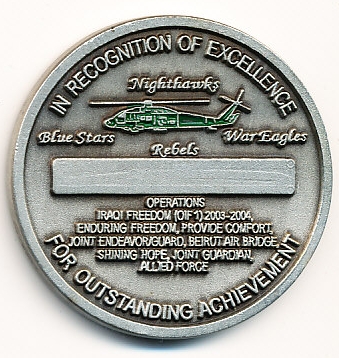 IN RECOGNITION OF EXCELLENCE
Nighthawks
Blue Stars
War Eagles
Rebels
OPERATIONS
IRAQI FREEDOM (OIF 1) 2003-2004,
ENDURING FREEDOM, PROVIDE COMFORT,
JOINT ENDEAVOR/GUARD, BEIRUT AIR BRIDGE,
SHINING HOPE, JOINT GUARDIAN,
ALLIED FORCE
FOR OUTSTANDING ACHIEVEMENT